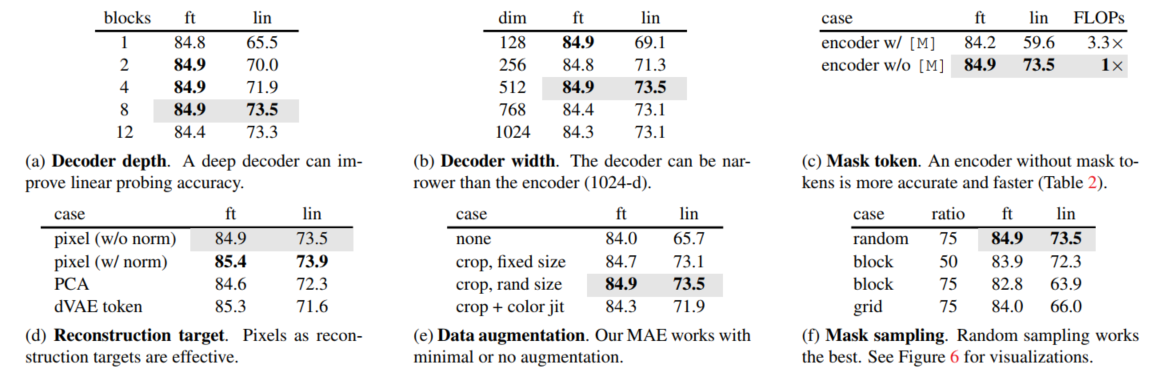 blocks ft lin
1 84.8 65.5
2 84.9 70.0
4 84.9 71.9
8 84.9 73.5
12 84.4 73.3
(a) Decoder depth. A deep decoder can im-
prove linear probing accuracy.
dim ft lin
128 84.9 69.1
256 84.8 71.3
512 84.9 73.5
768 84.4 73.1
1024 84.3 73.1
(b) Decoder width. The decoder can be nar-
rower than the encoder (1024-d).
case ft lin FLOPs
encoder w/ [M] 84.2 59.6 3.3×
encoder w/o [M] 84.9 73.5 1×
(c) Mask token. An encoder without mask to-
kens is more accurate and faster (Table 2).
case ft lin
pixel (w/o norm) 84.9 73.5
pixel (w/ norm) 85.4 73.9
PCA 84.6 72.3
dVAE token 85.3 71.6
(d) Reconstruction target. Pixels as recon-
struction targets are effective.
case ft lin
none 84.0 65.7
crop, fixed size 84.7 73.1
crop, rand size 84.9 73.5
crop + color jit 84.3 71.9
(e) Data augmentation. Our MAE works with
minimal or no augmentation.
case ratio ft lin
random 75 84.9 73.5
block 50 83.9 72.3
block 75 82.8 63.9
grid 75 84.0 66.0
(f) Mask sampling. Random sampling works
the best. See Figure 6 for visualizations.